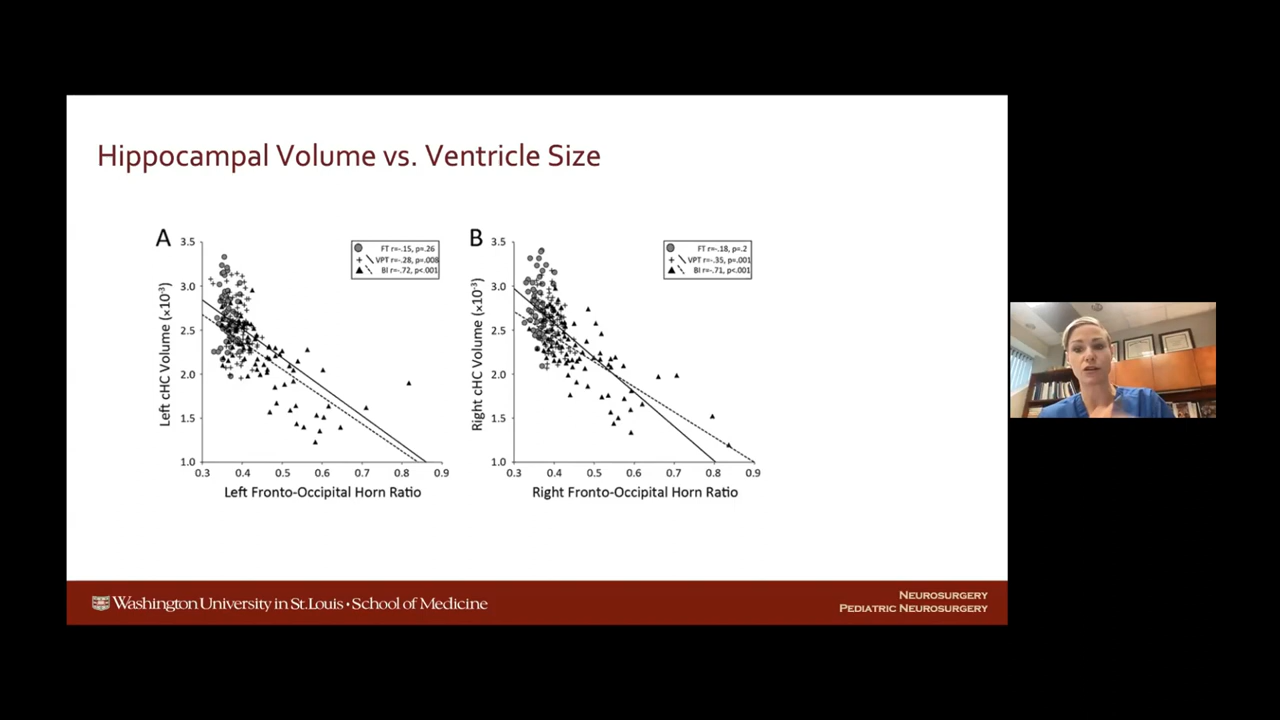 Hippocampal Volume vs. Ventricle Size
A
3.5
3.0
2.5
2.0
1.5
1.0
Left cHC Volume (×10⁻³)
FT r=-.15, p=.26
VPT r=-.28, p=.008
BI r=-.72, p<.001
0.3 0.4 0.5 0.6 0.7 0.8 0.9
Left Fronto-Occipital Horn Ratio
B
3.5
3.0
2.5
2.0
1.5
1.0
Right cHC Volume (×10⁻³)
FT r=-.18, p=.2
VPT r=-.35, p=.001
BI r=-.71, p<.001
0.3 0.4 0.5 0.6 0.7 0.8 0.9
Right Fronto-Occipital Horn Ratio
Washington University in St. Louis • School of Medicine
Neurosurgery
Pediatric Neurosurgery